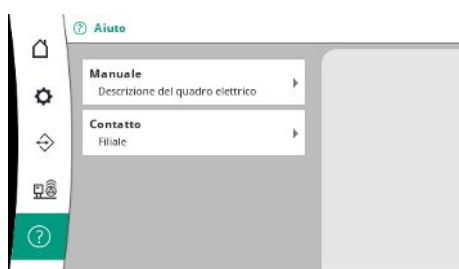 Aiuto
Manuale
Descrizione del quadro elettrico
Contatto
Filiale